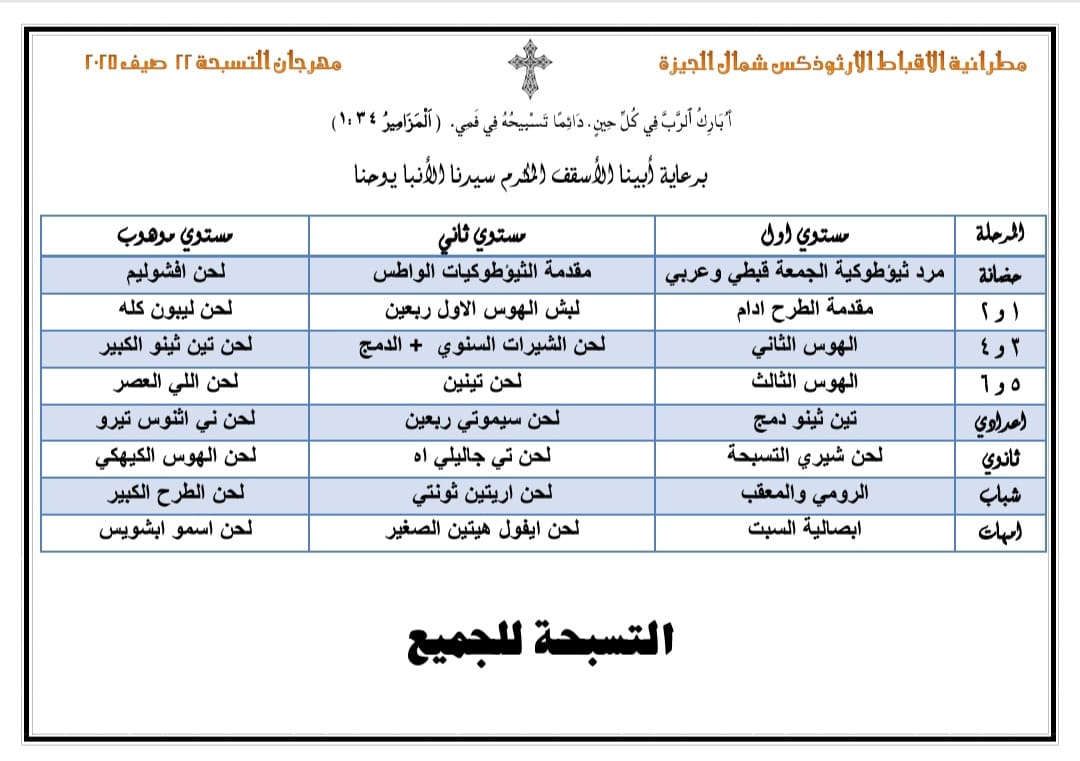 مطرانية الاقباط الارثوذكس شمال الجيزة
مهرجان التسبحة ٢٢ صيف ٢٠٢٥
أُبَارِكُ ٱلرَّبَّ فِي كُلِّ حِينٍ. دَائِمًا تَسْبِيحُهُ فِي فَمِي. (ٱلْمَزَامِيرُ ٣٤ :١)
برعاية أبينا الأسقف المكرم سيدنا الأنبا يوحنا
المرحلة مستوي اول مستوي ثاني مستوي موهوب
حضانة مرد ثيؤطوكية الجمعة قبطي وعربي مقدمة الثيؤطوكيات الواطس لحن افشوليم
١ و٢ مقدمة الطرح ادام لبش الهوس الاول ربعين لحن ليبون كله
٣ و ٤ الهوس الثاني لحن الشيرات السنوي + الدمج لحن تين ثينو الكبير
٥ و٦ الهوس الثالث لحن تينين لحن اللي العصر
اعدادي تين ثينو دمج لحن سيموتي ربعين لحن ني اثنوس تيرو
ثانوي لحن شيري التسبحة لحن تي جاليلي اه لحن الهوس الكيهكي
شباب الرومي والمعقب لحن اريتين ثونتي لحن الطرح الكبير
امهات ابصالية السبت لحن ايفول هيتين الصغير لحن اسمو ابشويس
التسبحة للجميع